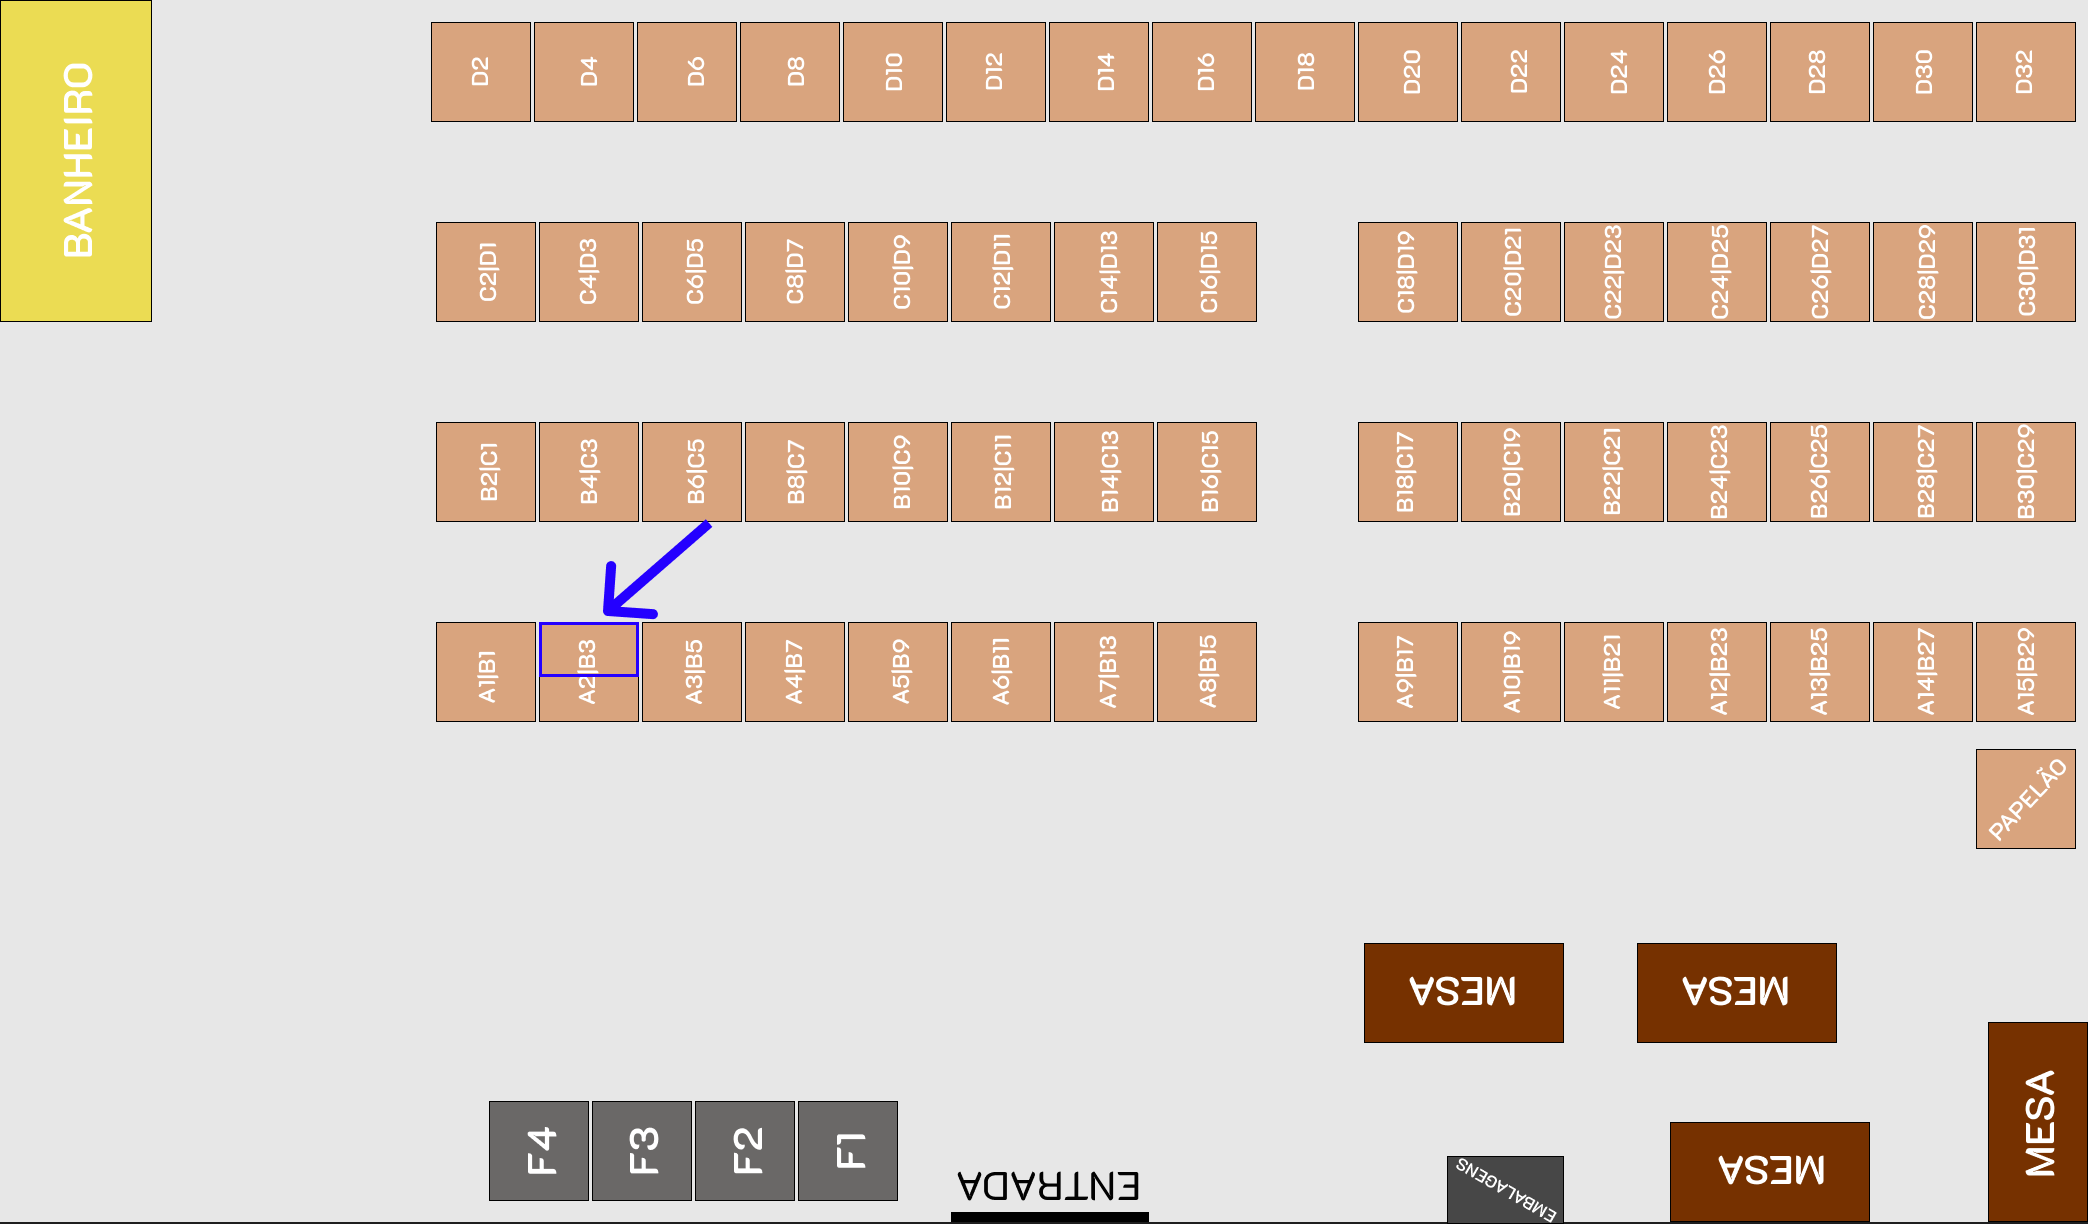 BANHEIRO
D2
D4
D6
D8
D10
D12
D14
D16
D18
D20
D22
D24
D26
D28
D30
D32
C2|D1
C4|D3
C6|D5
C8|D7
C10|D9
C12|D11
C14|D13
C16|D15
C18|D19
C20|D21
C22|D23
C24|D25
C26|D27
C28|D29
C30|D31
B2|C1
B4|C3
B6|C5
B8|C7
B10|C9
B12|C11
B14|C13
B16|C15
B18|C17
B20|C19
B22|C21
B24|C23
B26|C25
B28|C27
B30|C29
A1|B1
A2|B3
A3|B5
A4|B7
A5|B9
A6|B11
A7|B13
A8|B15
A9|B17
A10|B19
A11|B21
A12|B23
A13|B25
A14|B27
A15|B29
PAPELÃO
MESA
MESA
F4
F3
F2
F1
ENTRADA
EMBALAGENS
MESA
MESA